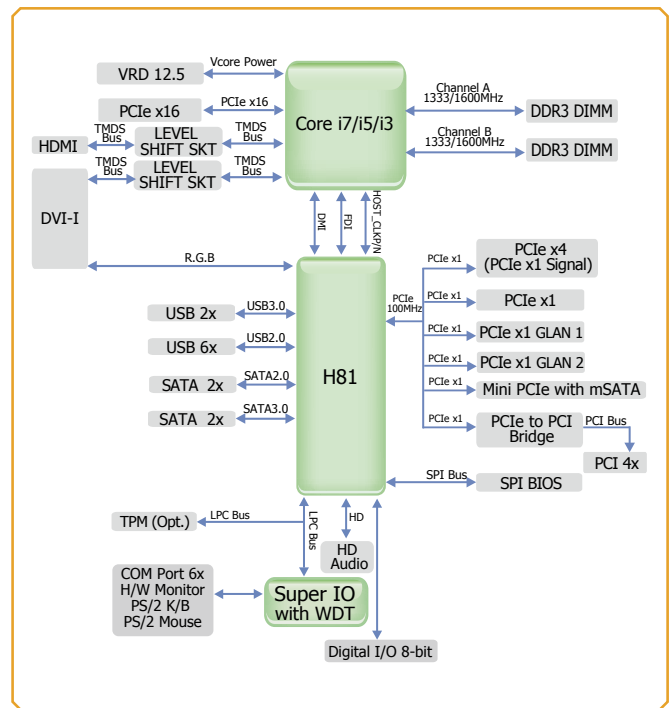 VRD 12.5
Vcore Power
PCIe x16
PCIe x16
HDMI
TMDS
Bus
LEVEL
SHIFT SKT
TMDS
Bus
TMDS
Bus
LEVEL
SHIFT SKT
TMDS
Bus
DVI-I
Core i7/i5/i3
Channel A
1333/1600MHz
DDR3 DIMM
Channel B
1333/1600MHz
DDR3 DIMM
DMI
FDI
HOST_CLKP/N
R.G.B
USB 2x
USB3.0
USB 6x
USB2.0
SATA 2x
SATA2.0
SATA 2x
SATA3.0
H81
PCIe
100MHz
PCIe x1
PCIe x4
(PCIe x1 Signal)
PCIe x1
PCIe x1
PCIe x1
PCIe x1 GLAN 1
PCIe x1
PCIe x1 GLAN 2
PCIe x1
Mini PCIe with mSATA
PCIe x1
PCIe to PCI
Bridge
PCI Bus
PCI 4x
SPI Bus
SPI BIOS
TPM (Opt.)
LPC Bus
LPC Bus
HD
HD
Audio
COM Port 6x
H/W Monitor
PS/2 K/B
PS/2 Mouse
Super IO
with WDT
Digital I/O 8-bit